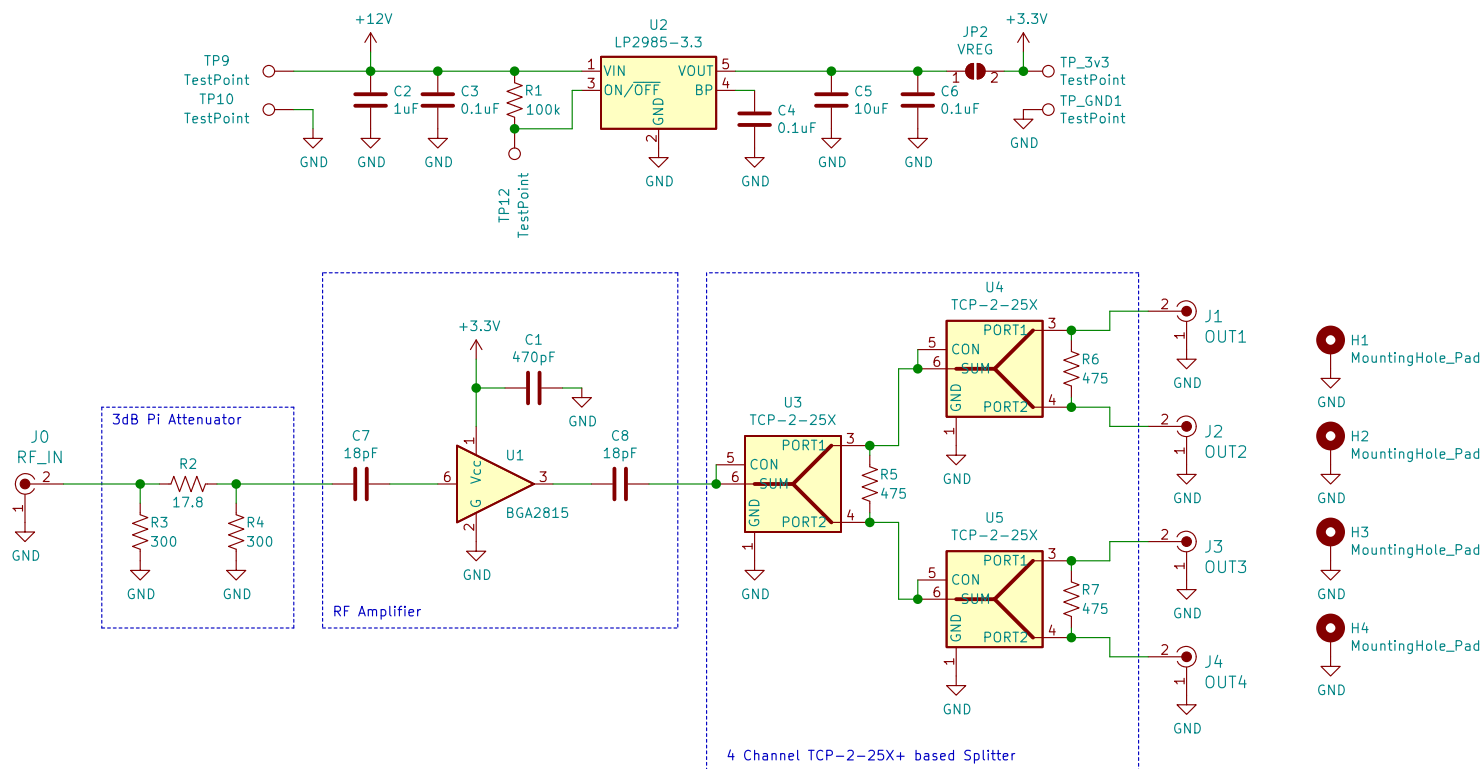 +12V
U2
LP2985-3.3
+3.3V
JP2
VREG
TP9
TestPoint
TP10
TestPoint
GND
C2
1uF
GND
C3
0.1uF
GND
R1
100k
TP12
TestPoint
1
VIN
3
ON/OFF
GND
2
GND
VOUT
5
BP
4
C4
0.1uF
GND
C5
10uF
GND
C6
0.1uF
GND
1
2
TP_3v3
TestPoint
TP_GND1
TestPoint
GND
J0
RF_IN
2
1
GND
3dB Pi Attenuator
R2
17.8
R3
300
GND
R4
300
GND
+3.3V
C1
470pF
GND
C7
18pF
6
1
Vcc
U1
G
2
3
BGA2815
GND
C8
18pF
RF Amplifier
U3
TCP-2-25X
5
CON
6
SUM
GND
1
GND
PORT1
3
PORT2
4
R5
475
U4
TCP-2-25X
5
CON
6
SUM
GND
1
GND
PORT1
3
PORT2
4
R6
475
U5
TCP-2-25X
5
CON
6
SUM
GND
1
GND
PORT1
3
PORT2
4
R7
475
4 Channel TCP-2-25X+ based Splitter
2
J1
OUT1
1
GND
2
J2
OUT2
1
GND
2
J3
OUT3
1
GND
2
J4
OUT4
1
GND
H1
MountingHole_Pad
GND
H2
MountingHole_Pad
GND
H3
MountingHole_Pad
GND
H4
MountingHole_Pad
GND